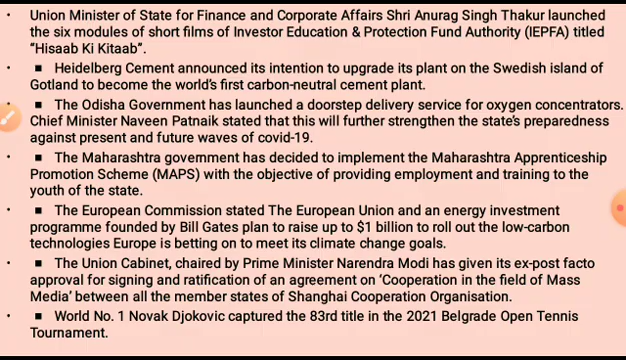 • Union Minister of State for Finance and Corporate Affairs Shri Anurag Singh Thakur launched
the six modules of short films of Investor Education & Protection Fund Authority (IEPFA) titled
“Hisaab Ki Kitaab”.
• ■ Heidelberg Cement announced its intention to upgrade its plant on the Swedish island of
Gotland to become the world’s first carbon-neutral cement plant.
• ■ The Odisha Government has launched a doorstep delivery service for oxygen concentrators.
Chief Minister Naveen Patnaik stated that this will further strengthen the state’s preparedness
against present and future waves of covid-19.
• ■ The Maharashtra government has decided to implement the Maharashtra Apprenticeship
Promotion Scheme (MAPS) with the objective of providing employment and training to the
youth of the state.
• ■ The European Commission stated The European Union and an energy investment
programme founded by Bill Gates plan to raise up to $1 billion to roll out the low-carbon
technologies Europe is betting on to meet its climate change goals.
• ■ The Union Cabinet, chaired by Prime Minister Narendra Modi has given its ex-post facto
approval for signing and ratification of an agreement on ‘Cooperation in the field of Mass
Media’ between all the member states of Shanghai Cooperation Organisation.
• ■ World No. 1 Novak Djokovic captured the 83rd title in the 2021 Belgrade Open Tennis
Tournament.